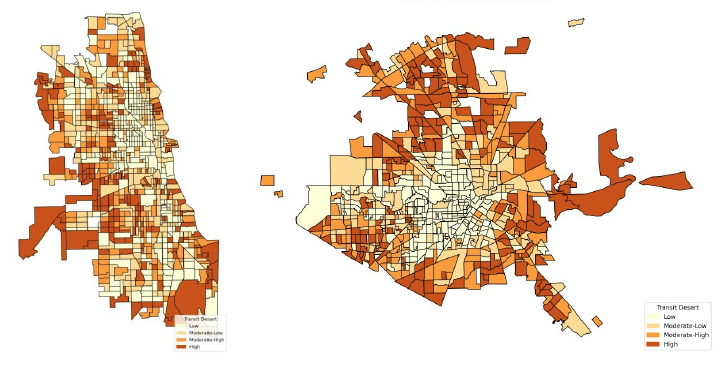 Transit Desert
Low
Moderate-Low
Moderate-High
High
Transit Desert
Low
Moderate-Low
Moderate-High
High